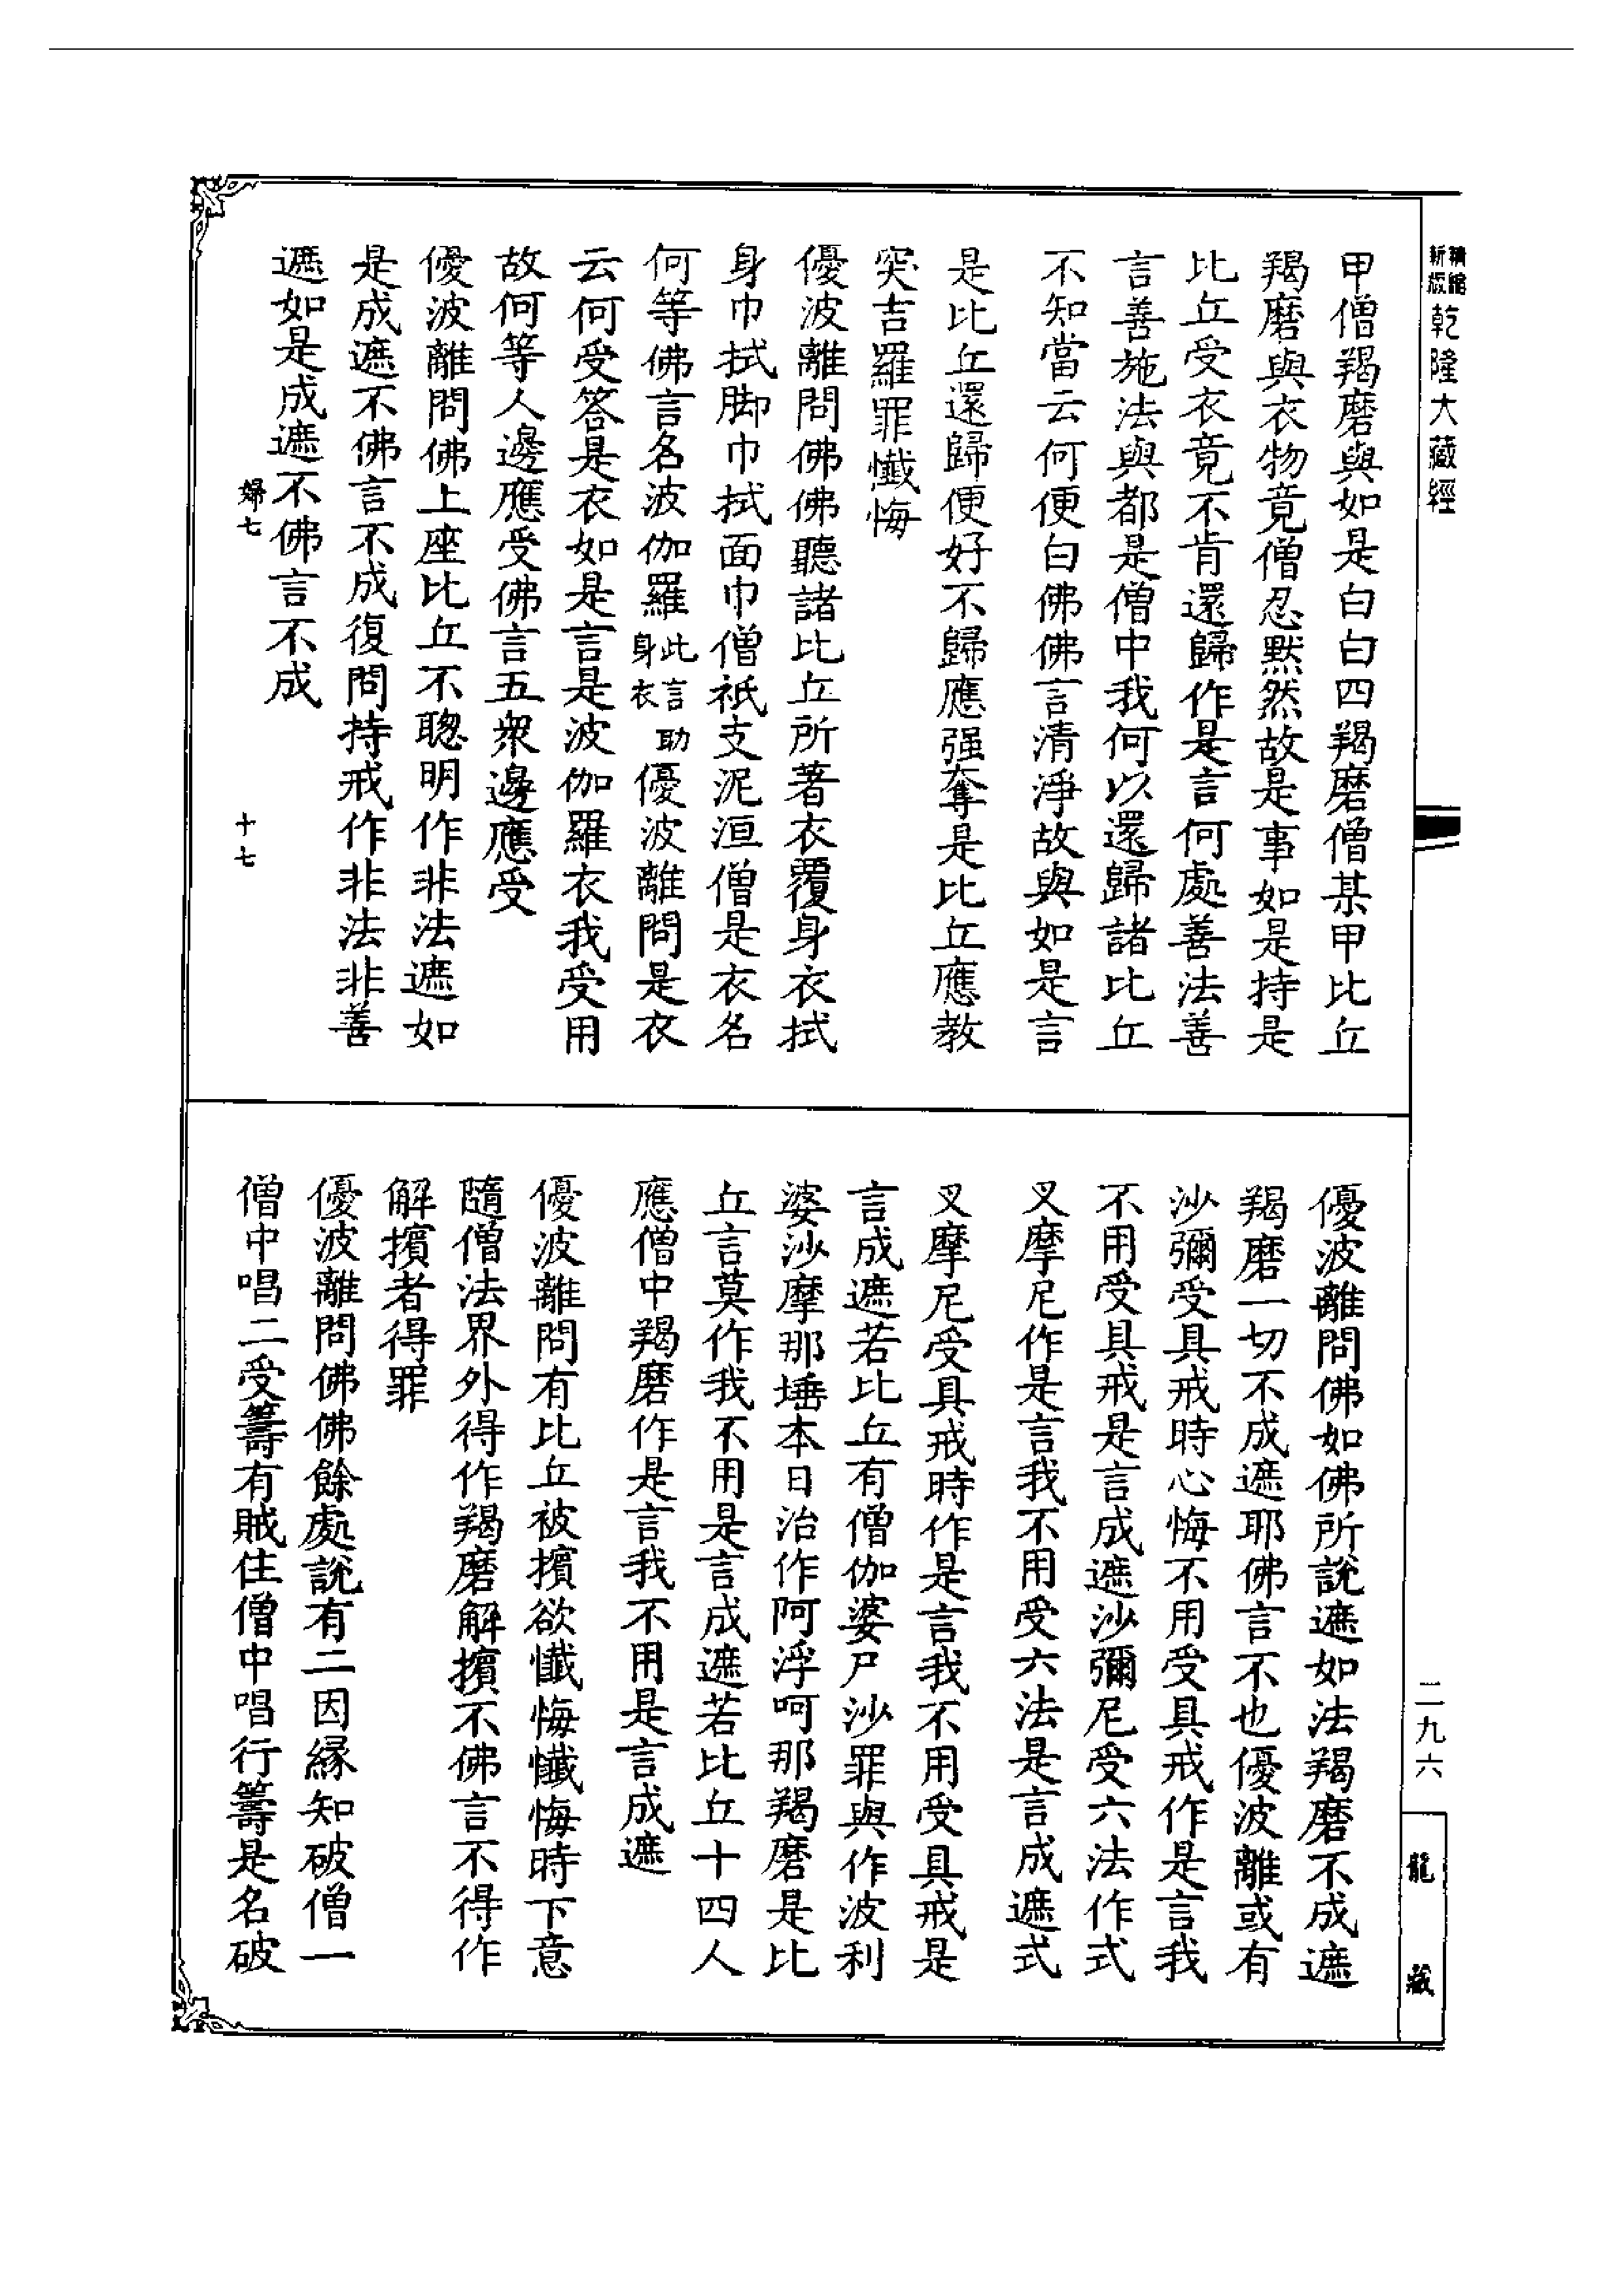 精縮新版乾隆大藏經
甲僧羯磨與如是白白四羯磨僧某甲比丘
羯磨與衣物竟僧忍默然故是事如是持是
比丘受衣竟不肯還歸作是言何處善法善
言善施法與都是僧中我何以還歸諸比丘
不知當云何便白佛佛言清淨故與如是言
是比丘還歸便好不歸應强奪是比丘應教
突吉羅罪懺悔
優波離問佛佛聽諸比丘所著衣覆身衣拭
身巾拭脚巾拭面巾僧祇支泥洹僧是衣名
何等佛言名波伽羅此言助身衣優波離問是衣
云何受答是衣如是言是波伽羅衣我受用
故何等人邊應受佛言五衆邊應受
優波離問佛上座比丘不聰明作非法遮如
是成遮不佛言不成復問持戒作非法非善
遮如是成遮不佛言不成
婦七
十七
優波離問佛如佛所說遮如法羯磨不成遮
羯磨一切不成遮耶佛言不也優波離或有
沙彌受具戒時心悔不用受具戒作是言我
不用受具戒是言成遮沙彌尼受六法作式
叉摩尼作是言我不用受六法是言成遮式
叉摩尼受具戒時作是言我不用受具戒是
言成遮若比丘有僧伽婆尸沙罪與作波利
婆沙摩那埵本日治作阿浮呵那羯磨是比
丘言莫作我不用是言成遮若比丘十四人
應僧中羯磨作是言我不用是言成遮
優波離問有比丘被擯欲懺悔懺悔時下意
隨僧法界外得作羯磨解擯不佛言不得作
解擯者得罪
優波離問佛佛餘處說有二因緣知破僧一
僧中唱二受籌有賊住僧中唱行籌是名破
二九六
龍藏